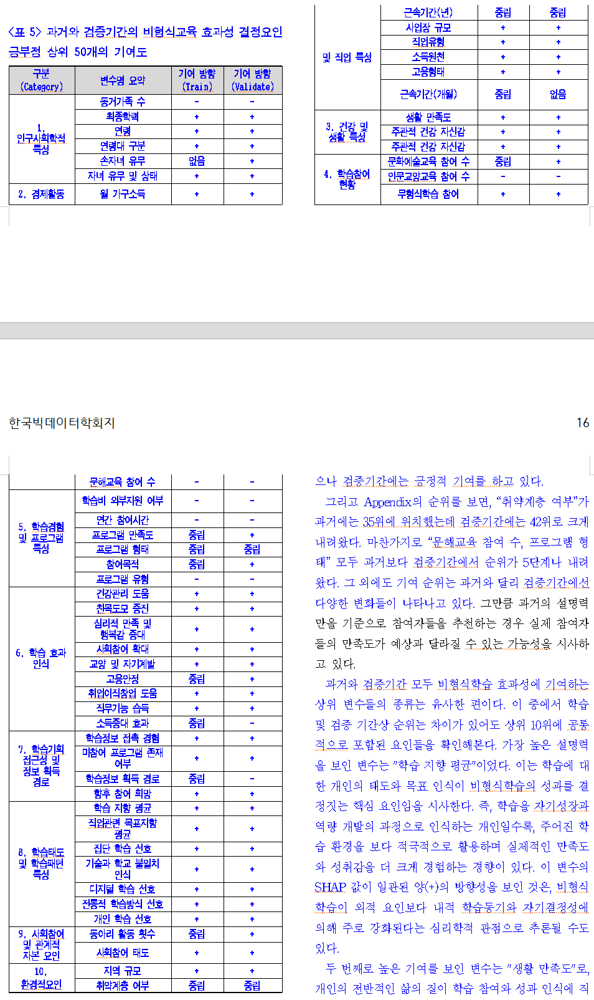 <표 5> 과거와 검증기간의 비형식교육 효과성 결정요인
긍부점 상위 50개의 기여도
구분 (Category) 변수명 요약 기여 방향 (Train) 기여 방향 (Validate)
1. 인구사회학적 특성
동거가족 수 - -
최종학력 + +
연령 + +
연령대 구분 + +
손자녀 유무 없음 +
자녀 유무 및 상태 + +
2. 경제활동 월 가구소득 + +
및 직업 특성
근속기간(년) 중립 중립
사업장 규모 + +
직업유형 + +
소득원천 + +
고용형태 + +
근속기간(개월) 중립 없음
3. 건강 및 생활 특성
생활 만족도 + +
주관적 건강 자신감 + +
주관적 건강 자신감 + +
4. 학습참여 현황
문화예술교육 참여 수 중립 +
인문교양교육 참여 수 - -
무형식학습 참여 + +
한국빅데이터학회지 16
문해교육 참여 수 - -
5. 학습경험 및 프로그램 특성
학습비 외부지원 여부 - -
연간 참여시간 - -
프로그램 만족도 중립 +
프로그램 형태 중립 중립
참여목적 중립 +
프로그램 유형 - -
6. 학습 효과 인식
건강관리 도움 + +
친목도모 증진 + +
심리적 만족 및 행복감 증대 + +
사회참여 확대 + +
교양 및 자기계발 + +
고용안정 중립 +
취업이직창업 도움 + +
직무기능 습득 + +
소득증대 효과 중립 -
7. 학습기회 접근성 및 정보 획득 경로
학습정보 접촉 경험 + +
미참여 프로그램 존재 여부 + +
학습정보 획득 경로 중립 -
향후 참여 희망 + +
8. 학습태도 및 학습패턴 특성
학습 지향 평균 + +
직업관련 목표지향 평균 + +
집단 학습 선호 + +
기술과 학교 불일치 인식 + +
디지털 학습 선호 + +
전통적 학습방식 선호 + +
개인 학습 선호 + +
9. 사회참여 및 관계적 자본 요인
동아리 활동 횟수 중립 +
사회참여 태도 + +
10. 환경적요인
지역 규모 + +
취약계층 여부 중립 중립
으나 검증기간에는 긍정적 기여를 하고 있다.
그리고 Appendix의 순위를 보면, “취약계층 여부”가
과거에는 35위에 위치했는데 검증기간에는 42위로 크게
내려왔다. 마찬가지로 “문해교육 참여 수, 프로그램 형
태” 모두 과거보다 검증기간에서 순위가 5단계나 내려
왔다. 그 외에도 기여 순위는 과거와 달리 검증기간에선
다양한 변화들이 나타나고 있다. 그만큼 과거의 설명력
만을 기준으로 참여자들을 추천하는 경우 실제 참여자
들의 만족도가 예상과 달라질 수 있는 가능성을 시사하
고 있다.
과거와 검증기간 모두 비형식학습 효과성에 기여하는
상위 변수들의 종류는 유사한 편이다. 이 중에서 학습
및 검증 기간상 순위는 차이가 있어도 상위 10위에 공통
적으로 포함된 요인들을 확인해본다. 가장 높은 설명력
을 보인 변수는 "학습 지향 평균"이었다. 이는 학습에 대
한 개인의 태도와 목표 인식이 비형식학습의 성과를 결
정짓는 핵심 요인임을 시사한다. 즉, 학습을 자기성장과
역량 개발의 과정으로 인식하는 개인일수록, 주어진 학
습 환경을 보다 적극적으로 활용하며 실제적인 만족도
와 성취감을 더 크게 경험하는 경향이 있다. 이 변수의
SHAP 값이 일관된 양(+)의 방향성을 보인 것은, 비형식
학습이 외적 요인보다 내적 학습동기와 자기결정성에
의해 주로 강화된다는 심리학적 관점으로 추론될 수도
있다.
두 번째로 높은 기여를 보인 변수는 "생활 만족도"로,
개인의 전반적인 삶의 질이 학습 참여와 성과 인식에 직